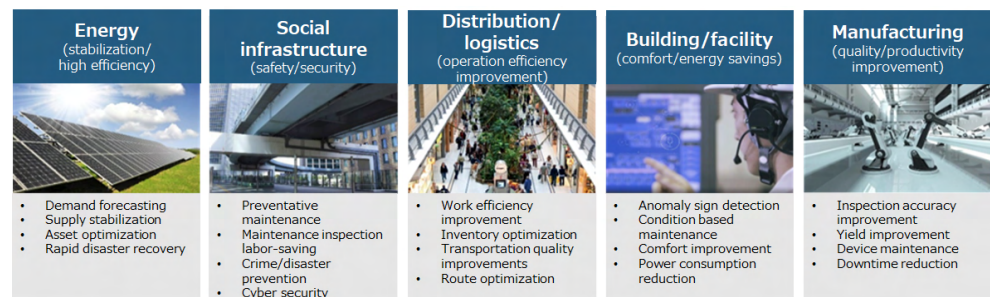 Energy
(stabilization/
high efficiency)
• Demand forecasting
• Supply stabilization
• Asset optimization
• Rapid disaster recovery
Social
infrastructure
(safety/security)
• Preventative
maintenance
• Maintenance inspection
labor-saving
• Crime/disaster
prevention
• Cyber security
Distribution/
logistics
(operation efficiency
improvement)
• Work efficiency
improvement
• Inventory optimization
• Transportation quality
improvements
• Route optimization
Building/facility
(comfort/energy savings)
• Anomaly sign detection
• Condition based
maintenance
• Comfort improvement
• Power consumption
reduction
Manufacturing
(quality/productivity
improvement)
• Inspection accuracy
improvement
• Yield improvement
• Device maintenance
• Downtime reduction